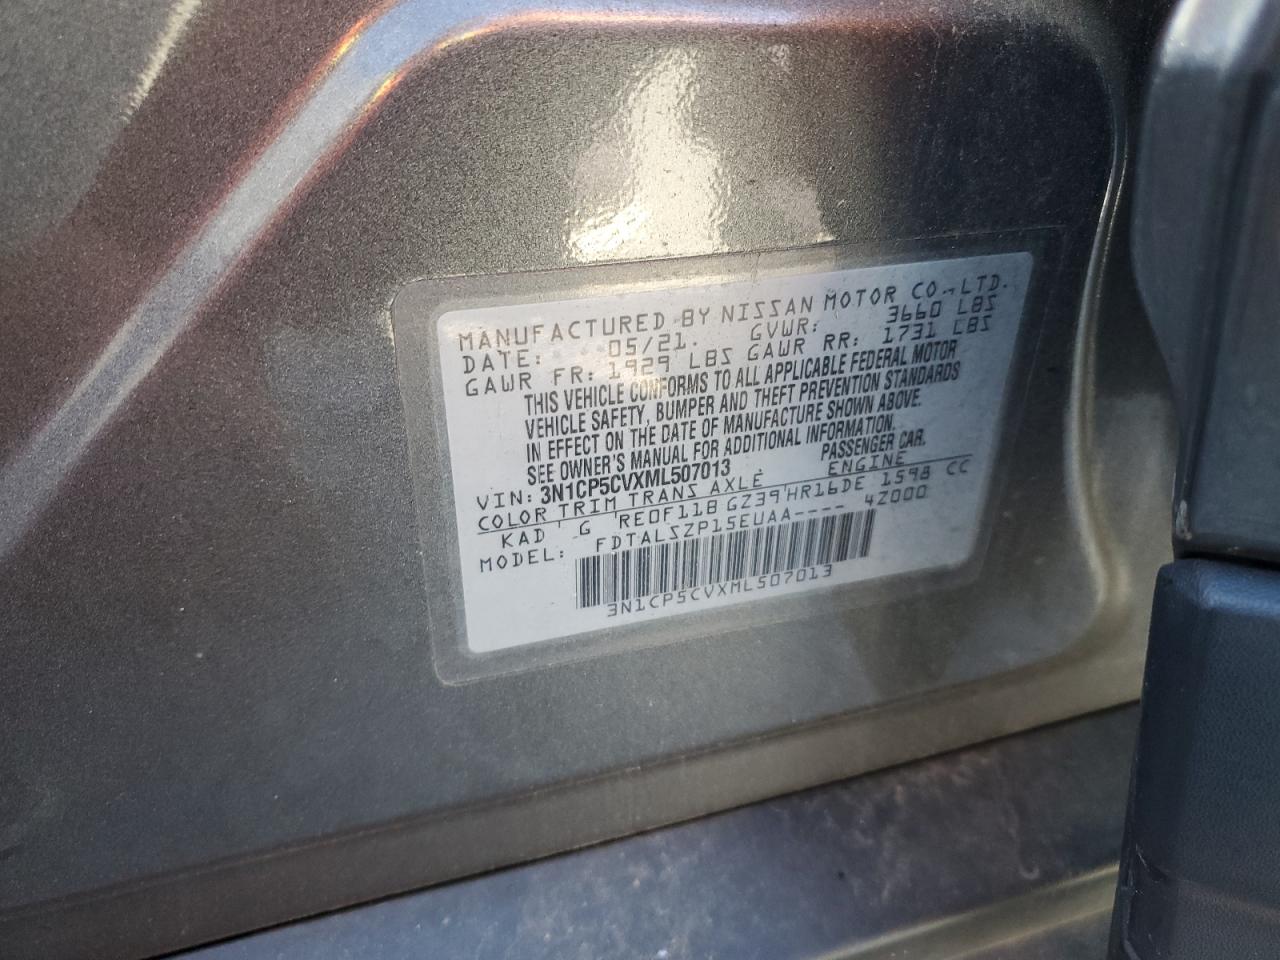 MANUFACTURED BY NISSAN MOTOR CO.,LTD.
DATE: 05/21. GVWR: 3660 LBS
GAWR FR: 1929 LBS GAWR RR: 1731 LBS
THIS VEHICLE CONFORMS TO ALL APPLICABLE FEDERAL MOTOR
VEHICLE SAFETY, BUMPER AND THEFT PREVENTION STANDARDS
IN EFFECT ON THE DATE OF MANUFACTURE SHOWN ABOVE.
SEE OWNER'S MANUAL FOR ADDITIONAL INFORMATION.
VIN: 3N1CP5CVXML507013 PASSENGER CAR.
COLOR TRIM TRANS AXLE ENGINE
KAD G RE0F11B GZ39 HR16DE 1598 CC
MODEL: FDTALSZP15EUAA---- 4Z000
3N1CP5CVXML507013